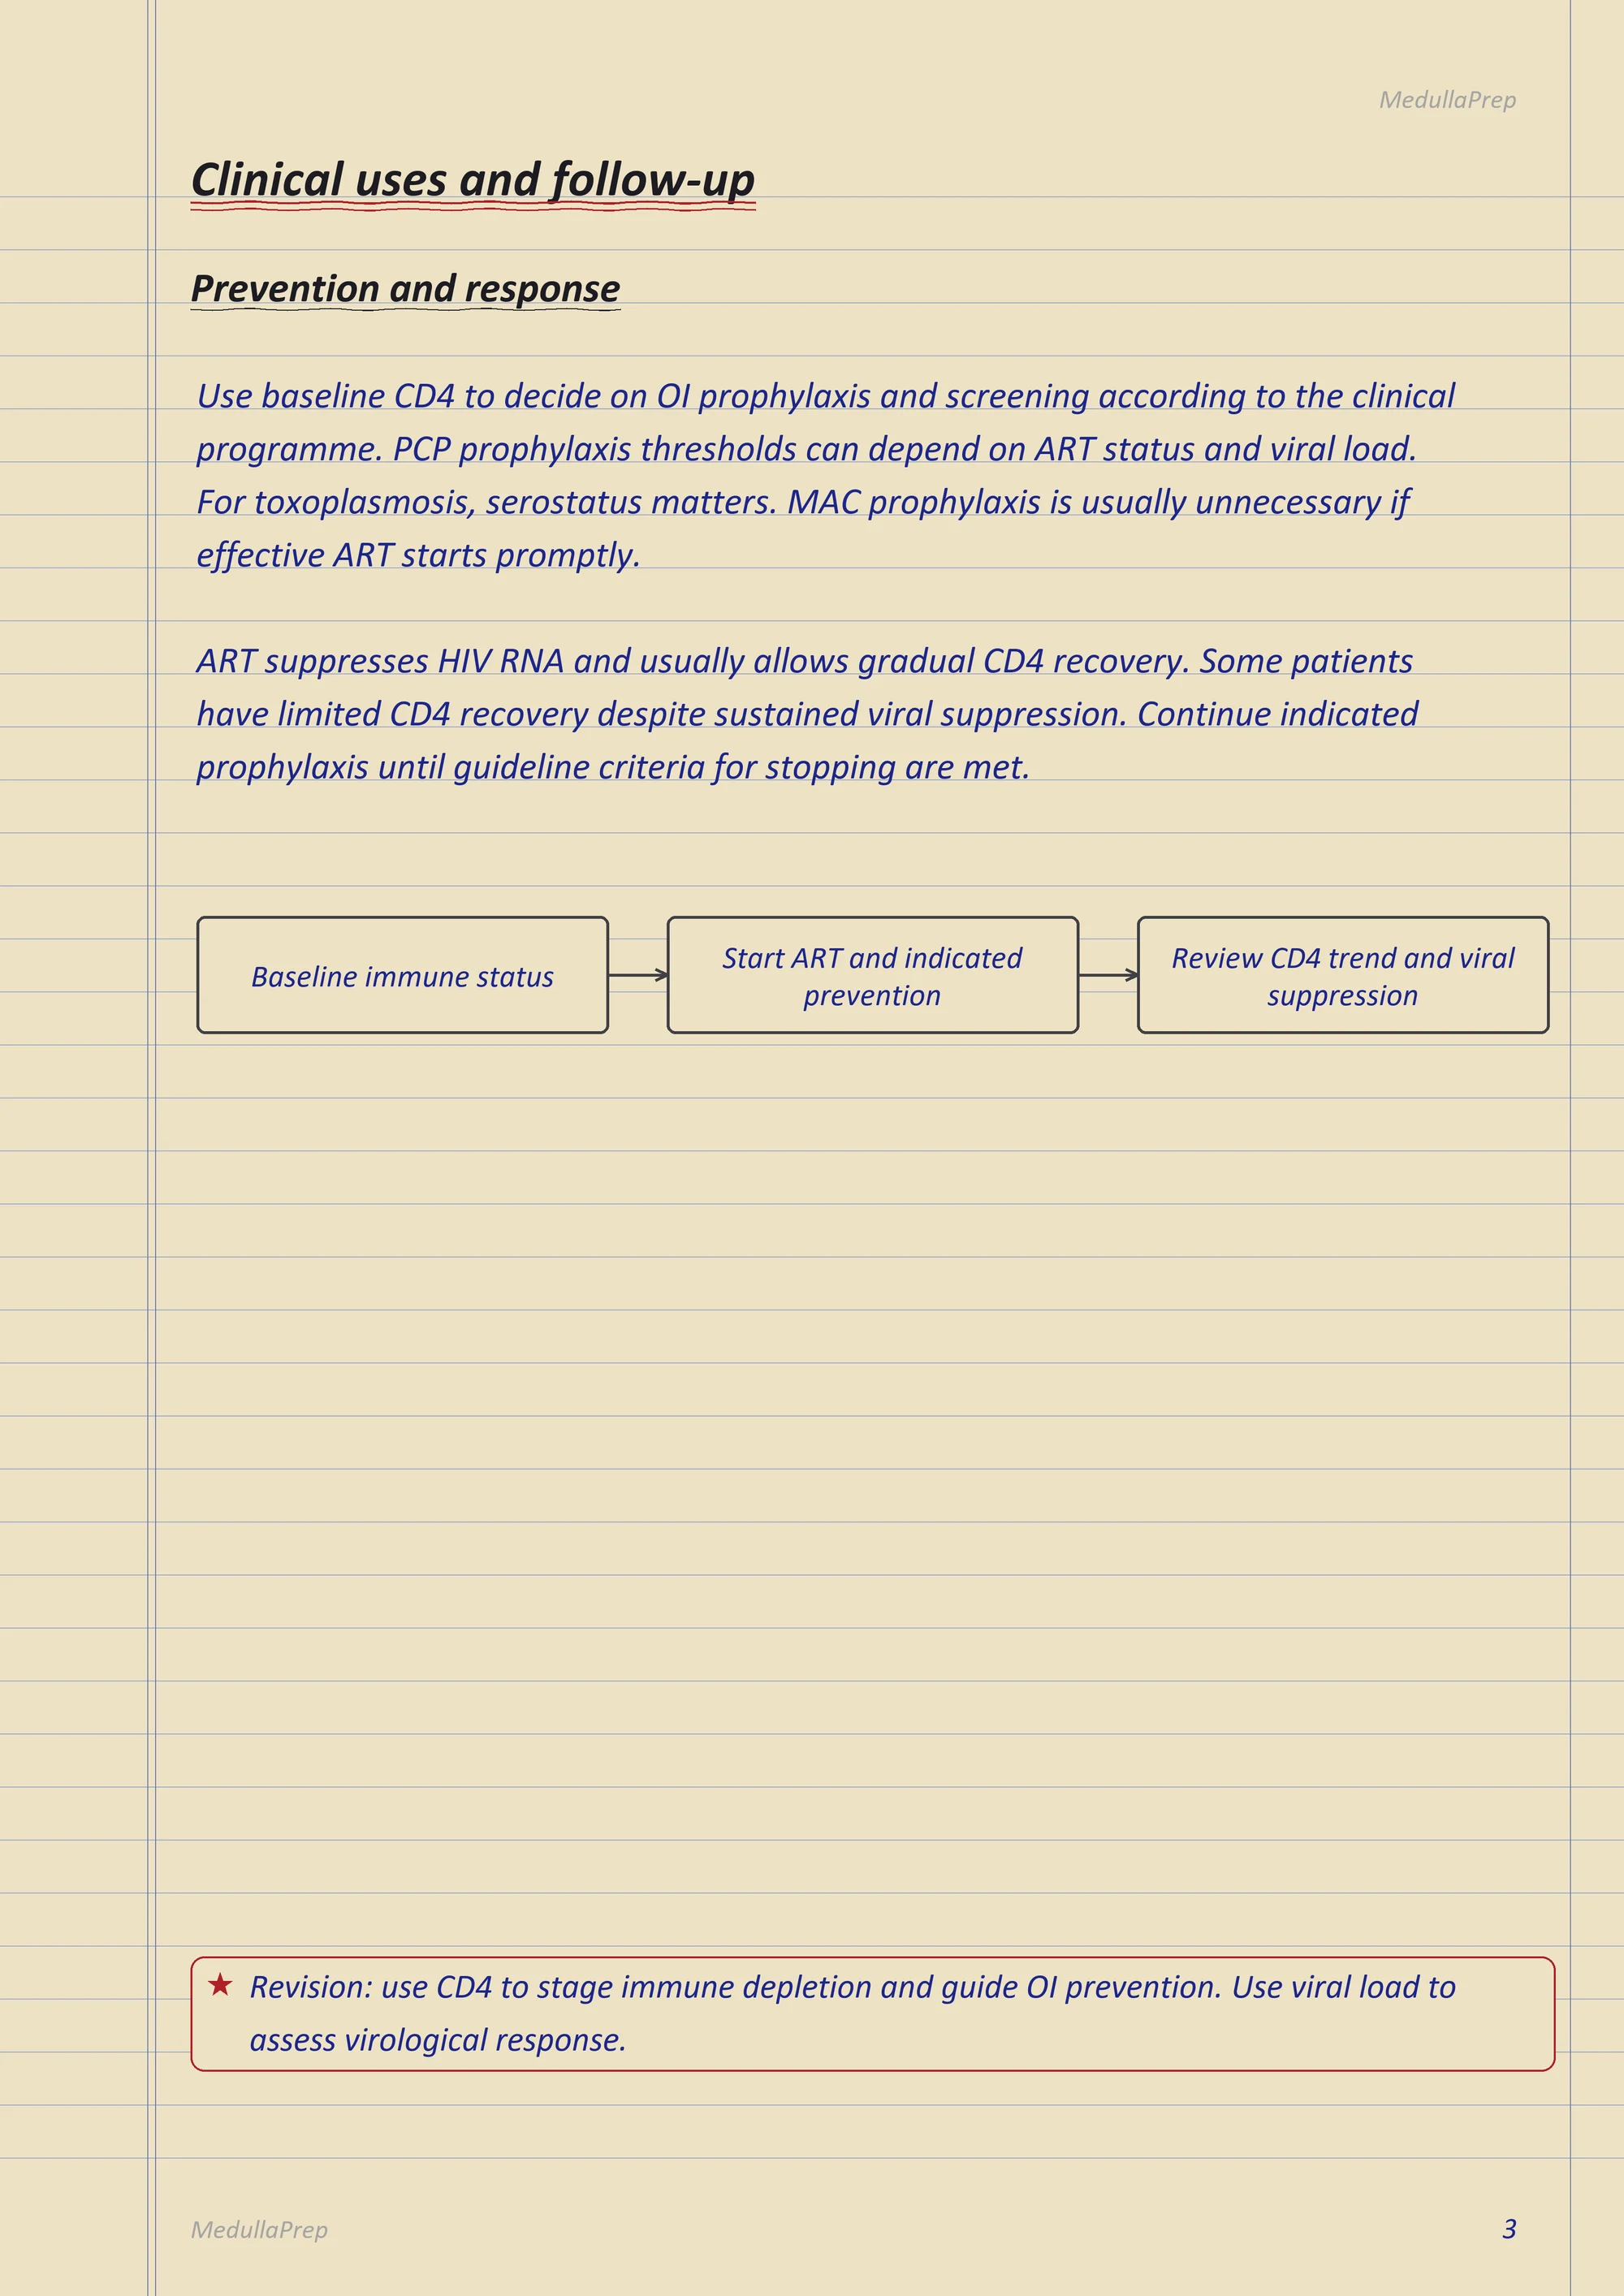 MedullaPrep
Clinical uses and follow-up
Prevention and response
Use baseline CD4 to decide on OI prophylaxis and screening according to the clinical
programme. PCP prophylaxis thresholds can depend on ART status and viral load.
For toxoplasmosis, serostatus matters. MAC prophylaxis is usually unnecessary if
effective ART starts promptly.
ART suppresses HIV RNA and usually allows gradual CD4 recovery. Some patients
have limited CD4 recovery despite sustained viral suppression. Continue indicated
prophylaxis until guideline criteria for stopping are met.
Baseline immune status
Start ART and indicated
prevention
Review CD4 trend and viral
suppression
★ Revision: use CD4 to stage immune depletion and guide OI prevention. Use viral load to
assess virological response.
MedullaPrep
3